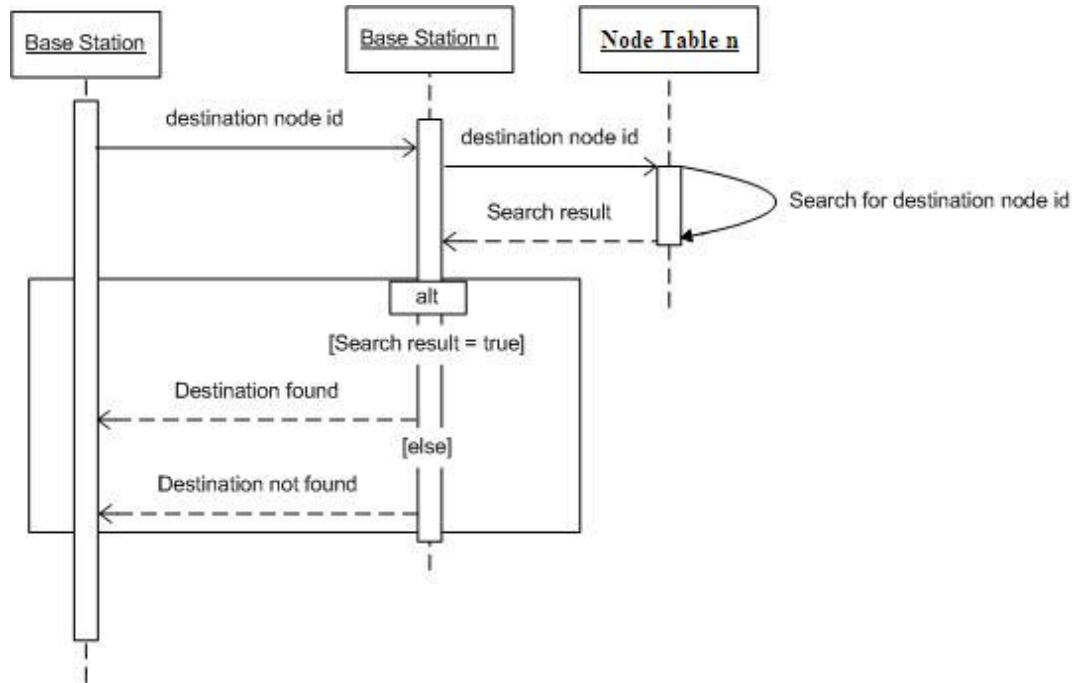 Base Station
Base Station n
Node Table n
destination node id
destination node id
Search for destination node id
Search result
alt
[Search result = true]
Destination found
[else]
Destination not found